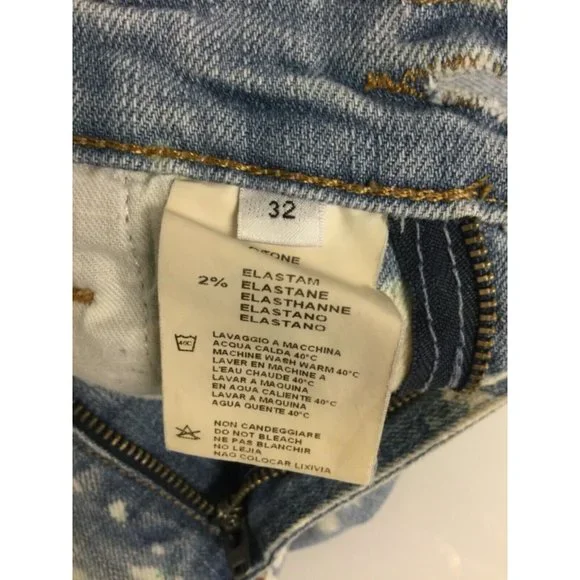 32
2% ELASTAM
ELASTANE
ELASTHANNE
ELASTANO
ELASTANO
40°C
LAVAGGIO A MACCHINA
ACQUA CALDA 40°C
MACHINE WASH WARM 40°C
LAVER EN MACHINE A
L'EAU CHAUDE 40°C
LAVAR A MAQUINA
EN AQUA CALIENTE 40°C
LAVAR A MAQUINA
AGUA QUENTE 40°C
NON CANDEGGIARE
DO NOT BLEACH
NE PAS BLANCHIR
NO LEJIA
NAO COLOCAR LIXIVIA